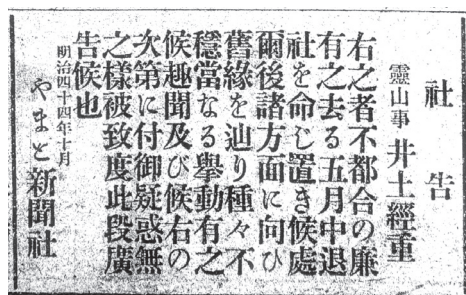 社告
靈山事 井土經重
右之者不都合の廉
有之去る五月中退
社を命じ置き候處
爾後諸方面に向ひ
舊緣を辿り種々不
穩當なる擧動有之
候趣聞及び候右の
次第に付御疑惑無
之樣被致度此段廣
告候也
明治四十四年十月
やまと新聞社